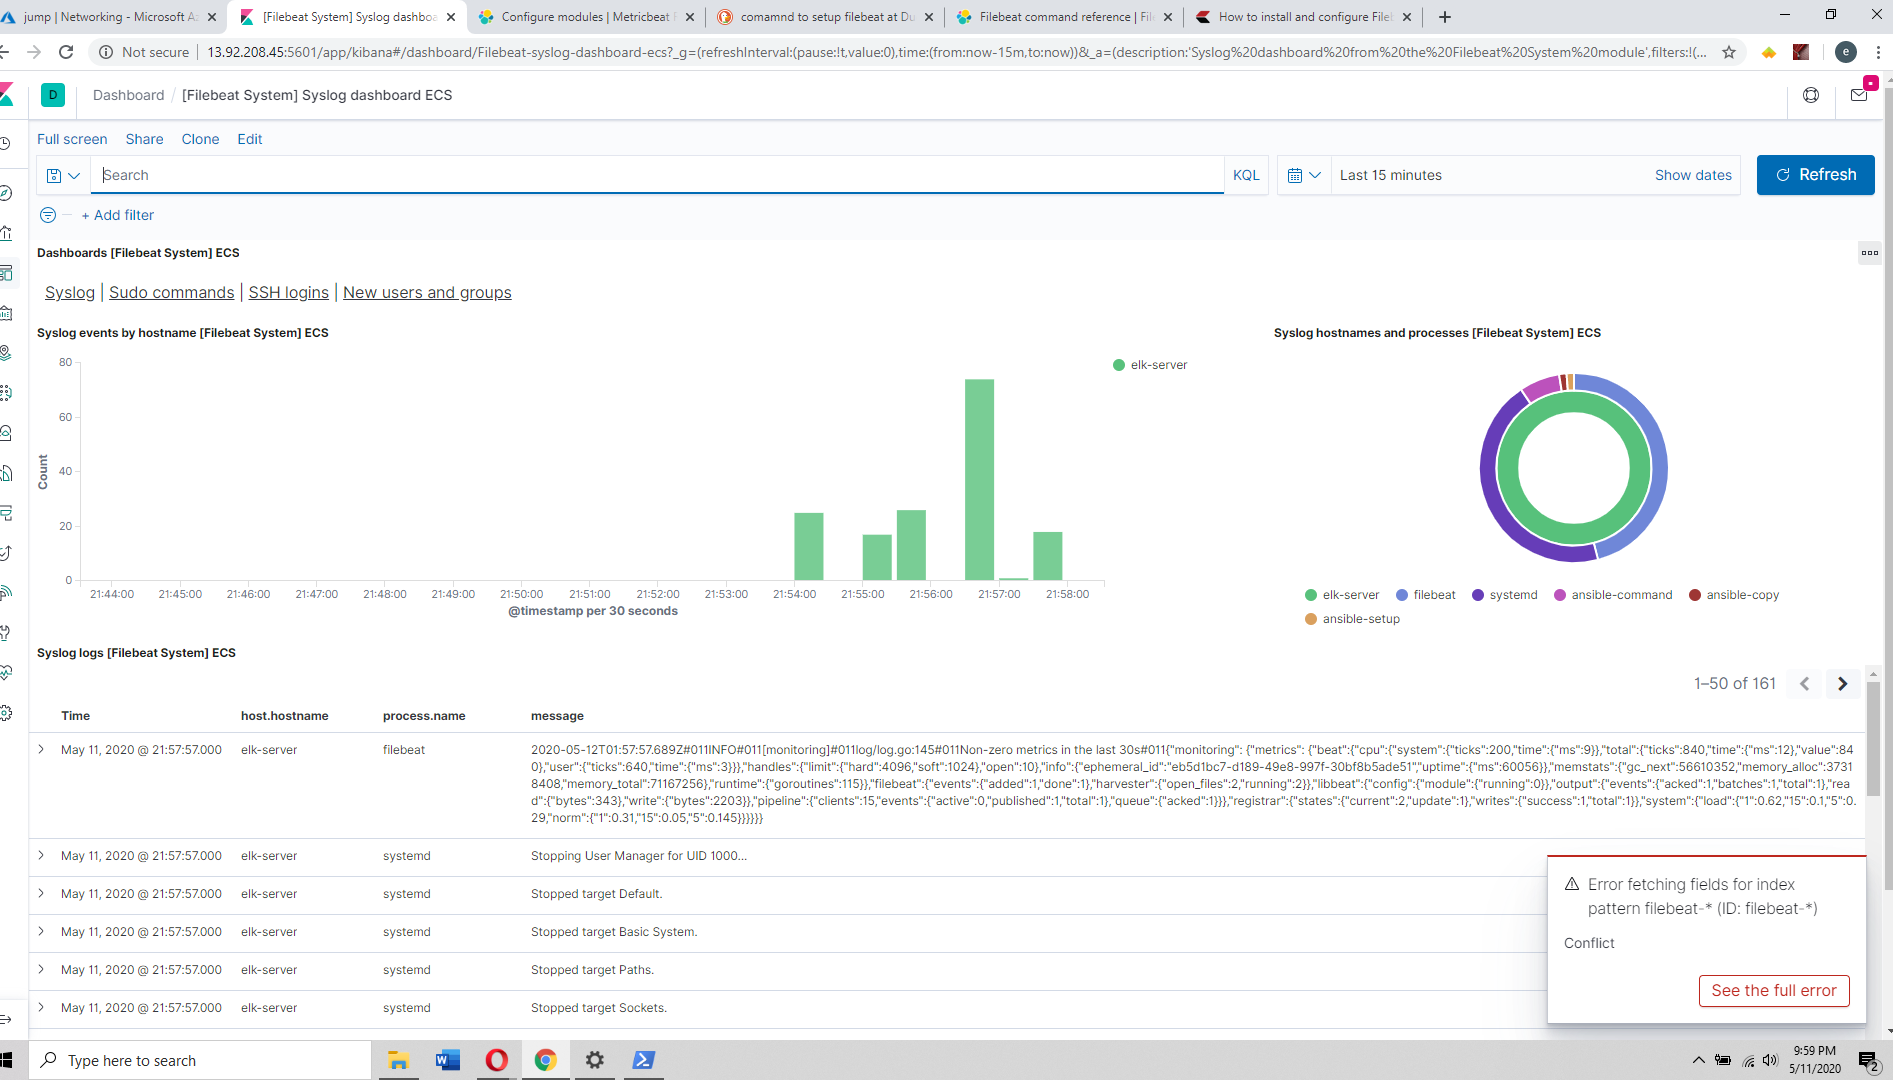 jump | Networking - Microsoft Az
[Filebeat System] Syslog dashboa
Configure modules | Metricbeat R
comamnd to setup filebeat at Du
Filebeat command reference | File
How to install and configure Fileb
Not secure | 13.92.208.45:5601/app/kibana#/dashboard/Filebeat-syslog-dashboard-ecs?_g=(refreshInterval:(pause:!t,value:0),time:(from:now-15m,to:now))&_a=(description:'Syslog%20dashboard%20from%20the%20Filebeat%20System%20module',filters:!(...
e
D
Dashboard / [Filebeat System] Syslog dashboard ECS
Full screen Share Clone Edit
Search
KQL
Last 15 minutes
Show dates
Refresh
+ Add filter
Dashboards [Filebeat System] ECS
Syslog | Sudo commands | SSH logins | New users and groups
Syslog events by hostname [Filebeat System] ECS
80
60
40
20
0
Count
21:44:00 21:45:00 21:46:00 21:47:00 21:48:00 21:49:00 21:50:00 21:51:00 21:52:00 21:53:00 21:54:00 21:55:00 21:56:00 21:57:00 21:58:00
@timestamp per 30 seconds
elk-server
Syslog hostnames and processes [Filebeat System] ECS
elk-server filebeat systemd ansible-command ansible-copy
ansible-setup
Syslog logs [Filebeat System] ECS
1–50 of 161
Time host.hostname process.name message
May 11, 2020 @ 21:57:57.000 elk-server filebeat 2020-05-12T01:57:57.689Z#011INFO#011[monitoring]#011log/log.go:145#011Non-zero metrics in the last 30s#011{"monitoring": {"metrics": {"beat":{"cpu":{"system":{"ticks":200,"time":{"ms":9}},"total":{"ticks":840,"time":{"ms":12},"value":84
0},"user":{"ticks":640,"time":{"ms":3}}},"handles":{"limit":{"hard":4096,"soft":1024},"open":10},"info":{"ephemeral_id":"eb5d1bc7-d189-49e8-997f-30bf8b5ade51","uptime":{"ms":60056}},"memstats":{"gc_next":56610352,"memory_alloc":3731
8408,"memory_total":71167256},"runtime":{"goroutines":115}},"filebeat":{"events":{"added":1,"done":1},"harvester":{"open_files":2,"running":2}},"libbeat":{"config":{"module":{"running":0}},"output":{"events":{"acked":1,"batches":1,"total":1},"rea
d":{"bytes":343},"write":{"bytes":2203}},"pipeline":{"clients":15,"events":{"active":0,"published":1,"total":1},"queue":{"acked":1}}},"registrar":{"states":{"current":2,"update":1},"writes":{"success":1,"total":1}},"system":{"load":{"1":0.62,"15":0.1,"5":0.
29,"norm":{"1":0.31,"15":0.05,"5":0.145}}}}}}
May 11, 2020 @ 21:57:57.000 elk-server systemd Stopping User Manager for UID 1000...
May 11, 2020 @ 21:57:57.000 elk-server systemd Stopped target Default.
May 11, 2020 @ 21:57:57.000 elk-server systemd Stopped target Basic System.
May 11, 2020 @ 21:57:57.000 elk-server systemd Stopped target Paths.
May 11, 2020 @ 21:57:57.000 elk-server systemd Stopped target Sockets.
Error fetching fields for index
pattern filebeat-* (ID: filebeat-*)
Conflict
See the full error
Type here to search
9:59 PM
5/11/2020
2